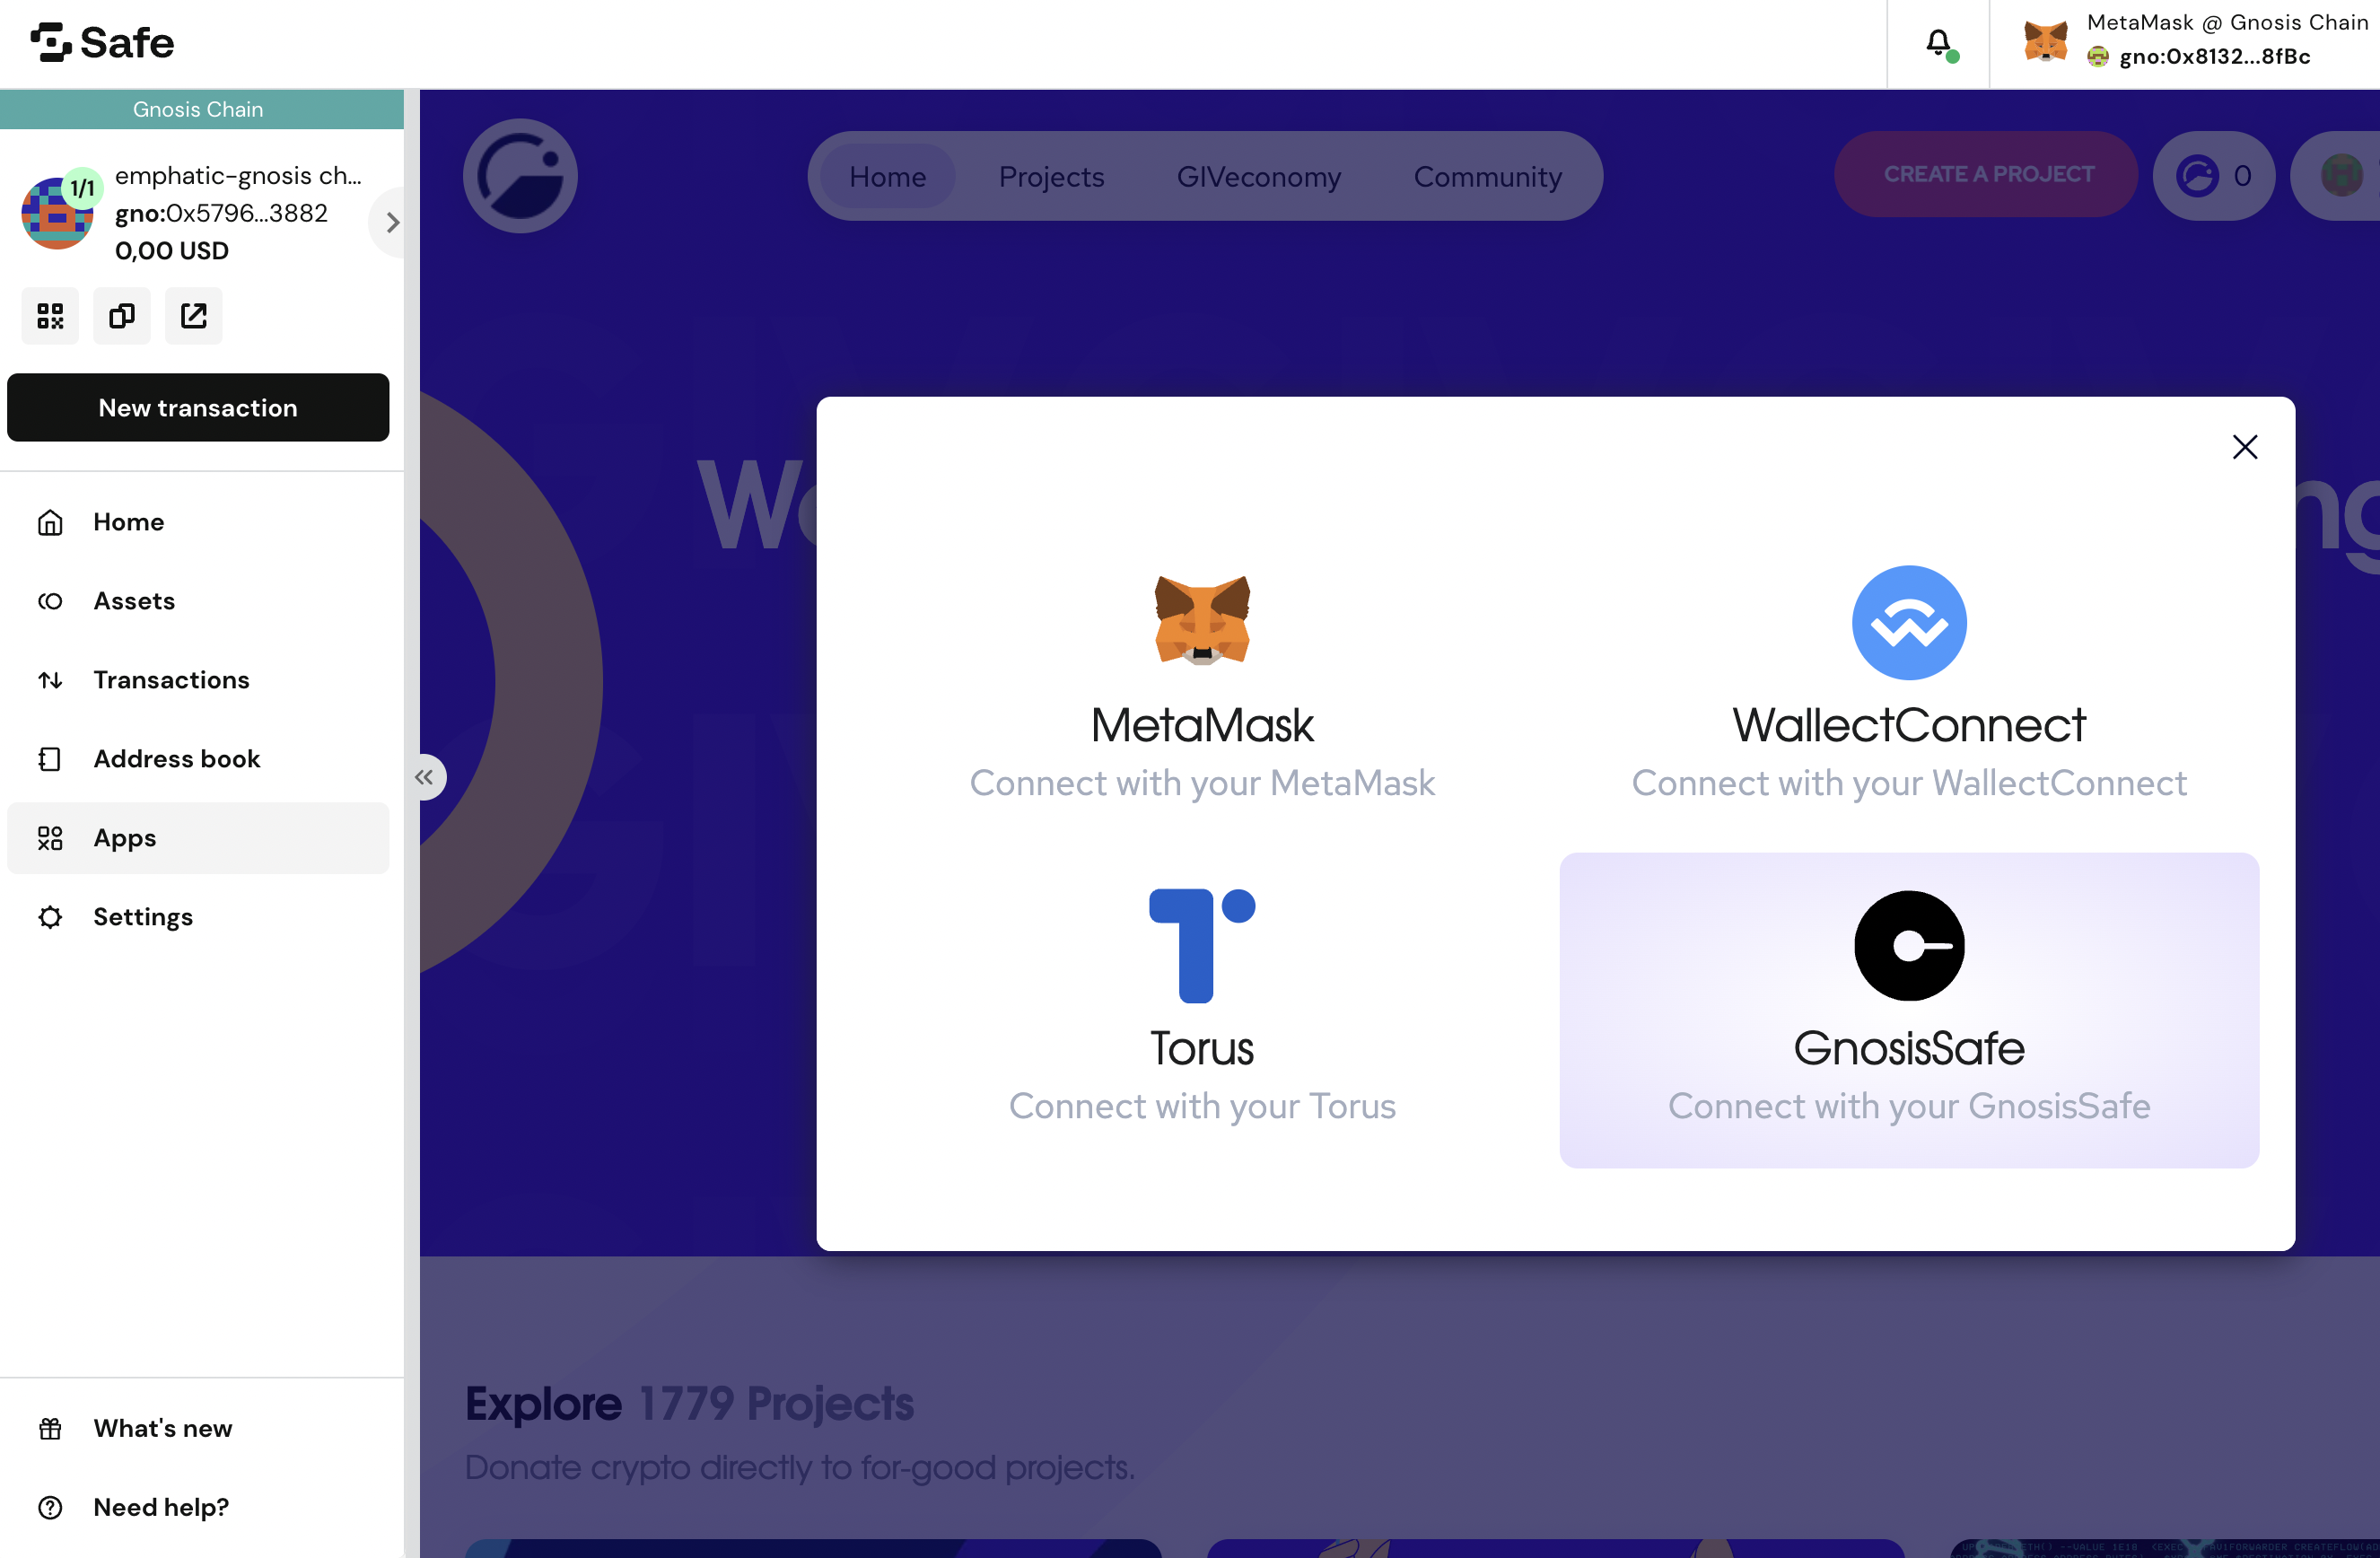 Safe
MetaMask @ Gnosis Chain
gno:0x8132...8fBc
Gnosis Chain
1/1
emphatic-gnosis ch...
gno:0x5796...3882
0,00 USD
New transaction
Home
Assets
Transactions
Address book
Apps
Settings
What's new
Need help?
Home
Projects
GIVeconomy
Community
CREATE A PROJECT
0
MetaMask
Connect with your MetaMask
WallectConnect
Connect with your WallectConnect
Torus
Connect with your Torus
GnosisSafe
Connect with your GnosisSafe
Explore 1779 Projects
Donate crypto directly to for-good projects.